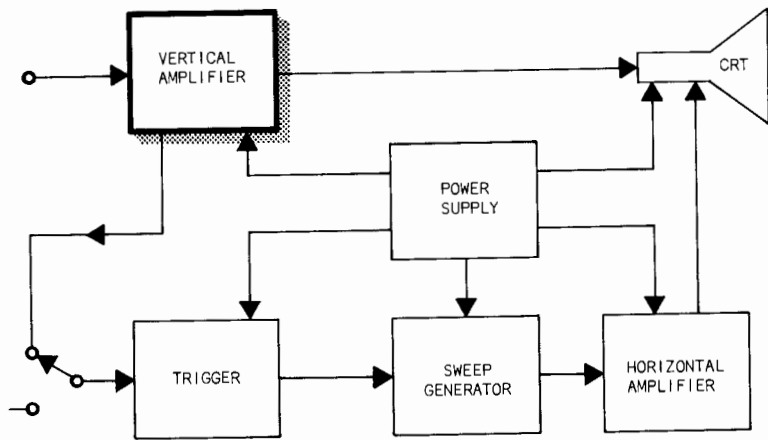 VERTICAL
AMPLIFIER
CRT
POWER
SUPPLY
TRIGGER
SWEEP
GENERATOR
HORIZONTAL
AMPLIFIER